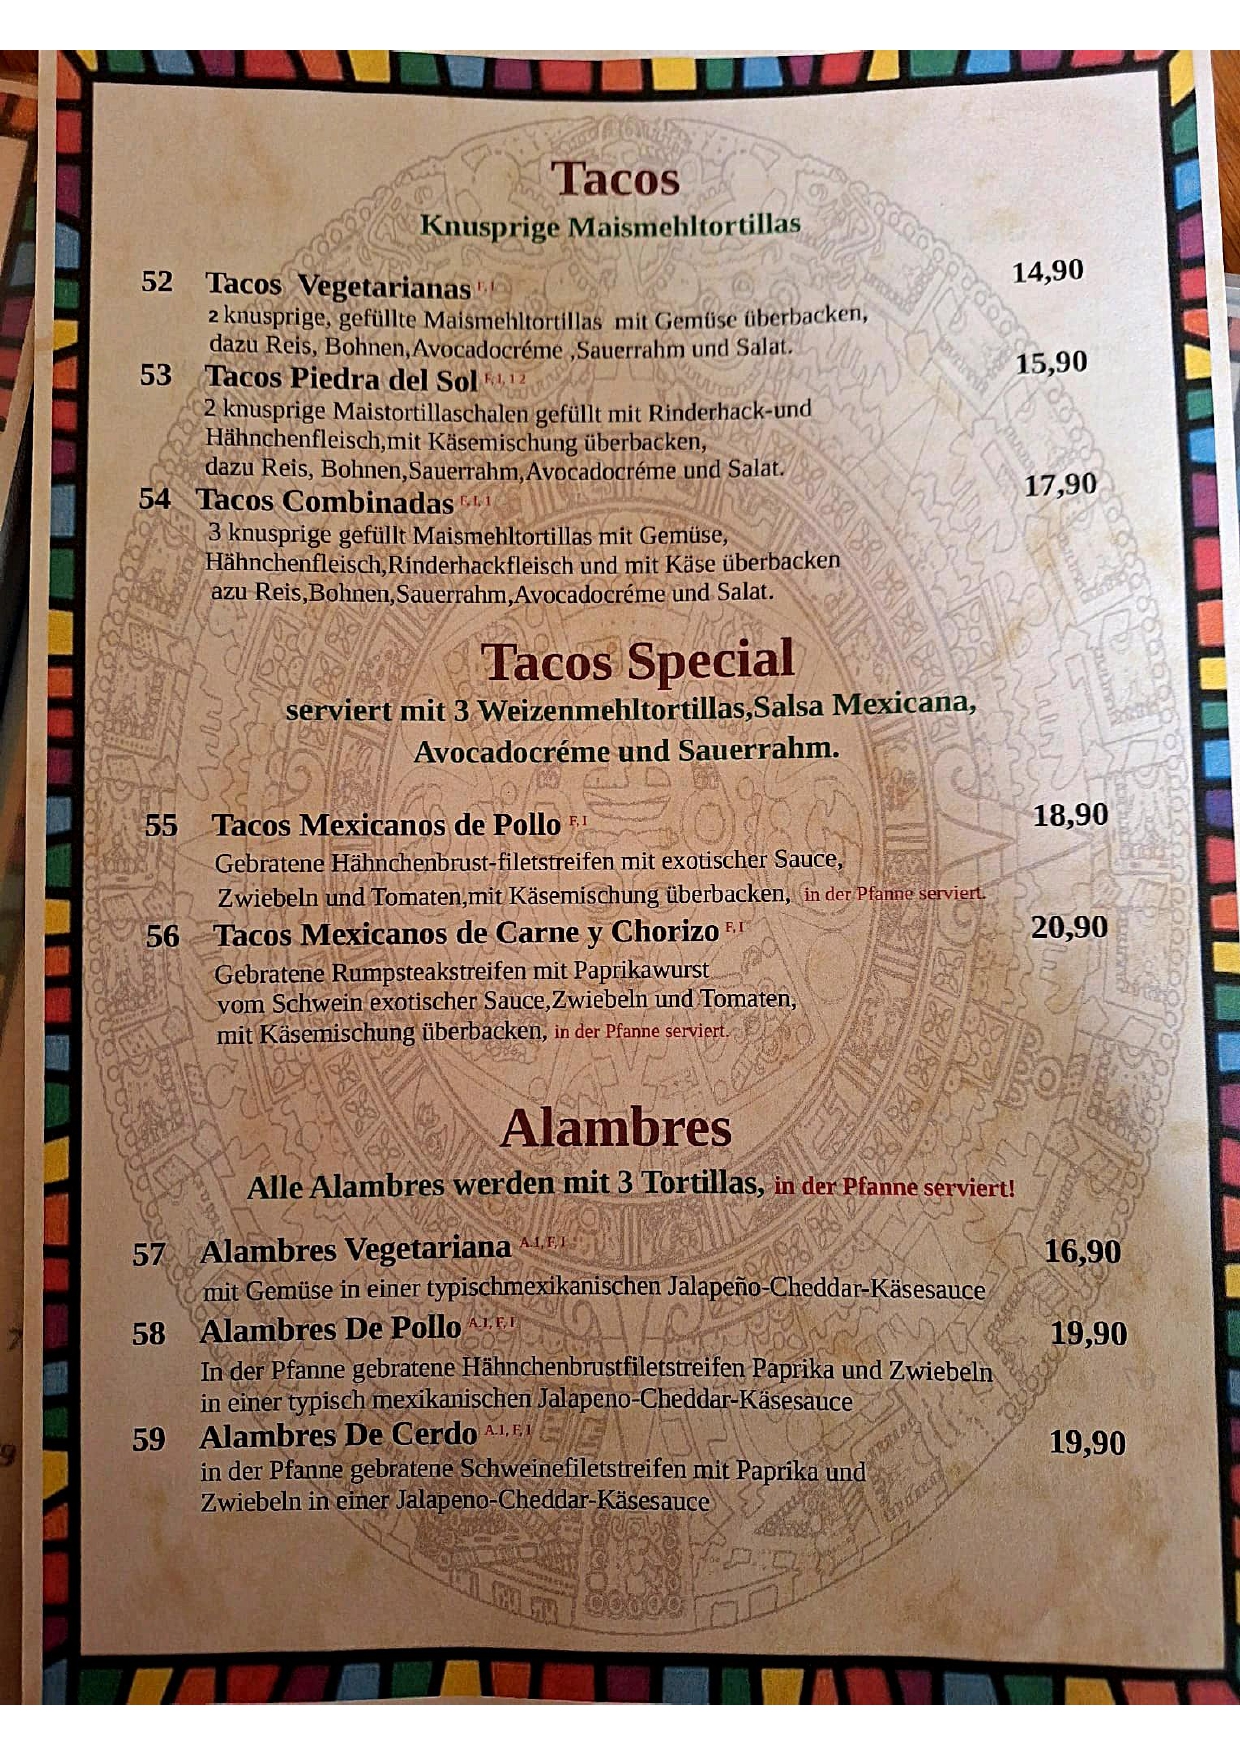 Tacos
Knusprige Maismehltortillas
52 Tacos Vegetarianas F, I 14,90
2 knusprige, gefüllte Maismehltortillas mit Gemüse überbacken,
dazu Reis, Bohnen,Avocadocréme ,Sauerrahm und Salat.
53 Tacos Piedra del Sol F, I, 1 2 15,90
2 knusprige Maistortillaschalen gefüllt mit Rinderhack-und
Hähnchenfleisch,mit Käsemischung überbacken,
dazu Reis, Bohnen,Sauerrahm,Avocadocréme und Salat.
54 Tacos Combinadas F, I, 1 17,90
3 knusprige gefüllt Maismehltortillas mit Gemüse,
Hähnchenfleisch,Rinderhackfleisch und mit Käse überbacken
azu Reis,Bohnen,Sauerrahm,Avocadocréme und Salat.
Tacos Special
serviert mit 3 Weizenmehltortillas,Salsa Mexicana,
Avocadocréme und Sauerrahm.
55 Tacos Mexicanos de Pollo F, I 18,90
Gebratene Hähnchenbrust-filetstreifen mit exotischer Sauce,
Zwiebeln und Tomaten,mit Käsemischung überbacken, in der Pfanne serviert.
56 Tacos Mexicanos de Carne y Chorizo F, I 20,90
Gebratene Rumpsteakstreifen mit Paprikawurst
vom Schwein exotischer Sauce,Zwiebeln und Tomaten,
mit Käsemischung überbacken, in der Pfanne serviert.
Alambres
Alle Alambres werden mit 3 Tortillas, in der Pfanne serviert!
57 Alambres Vegetariana A.1, F, I 16,90
mit Gemüse in einer typischmexikanischen Jalapeño-Cheddar-Käsesauce
58 Alambres De Pollo A.1, F, I 19,90
In der Pfanne gebratene Hähnchenbrustfiletstreifen Paprika und Zwiebeln
in einer typisch mexikanischen Jalapeno-Cheddar-Käsesauce
59 Alambres De Cerdo A.1, F, I 19,90
in der Pfanne gebratene Schweinefiletstreifen mit Paprika und
Zwiebeln in einer Jalapeno-Cheddar-Käsesauce